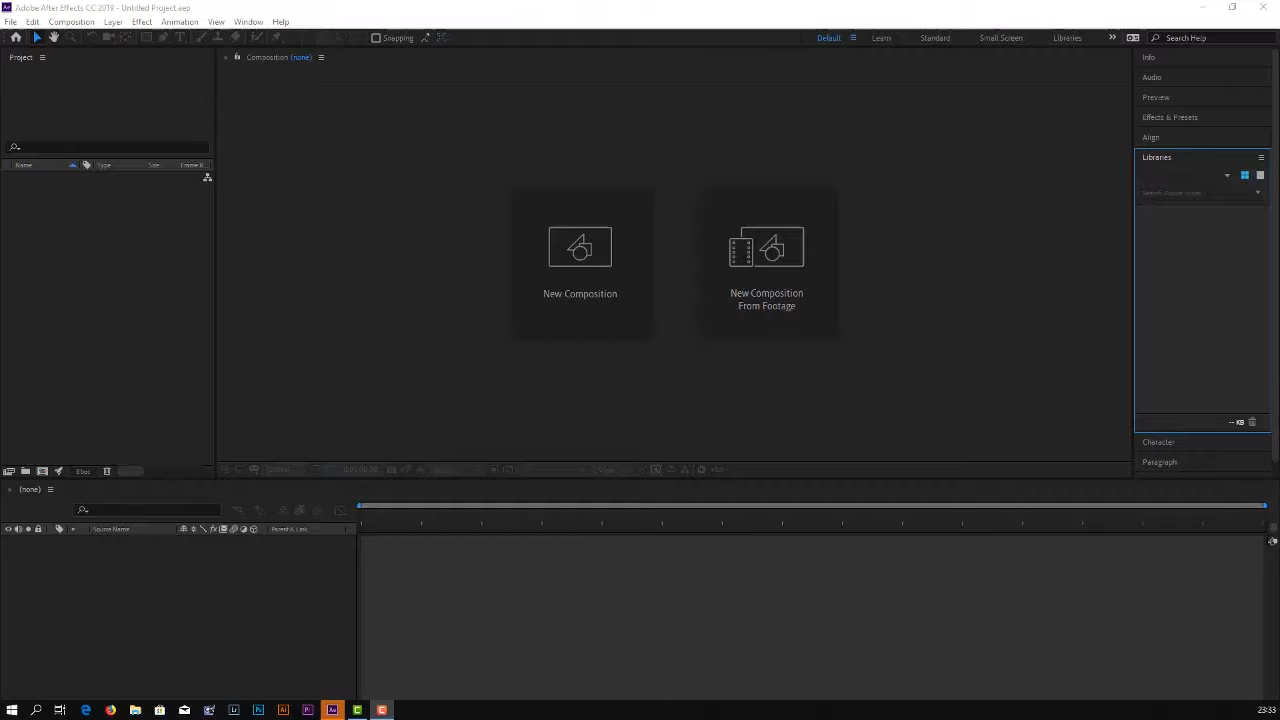 Adobe After Effects CC 2019 - Untitled Project.aep
File Edit Composition Layer Effect Animation View Window Help
Snapping
Default Learn Standard Small Screen Libraries Search Help
Project
Composition (none)
Info
Audio
Preview
Effects & Presets
Align
Libraries
Name Type Size Frame R
New Composition
New Composition
From Footage
-- KB
Character
Paragraph
8 bpc
(none)
# Source Name Parent & Link
23:33